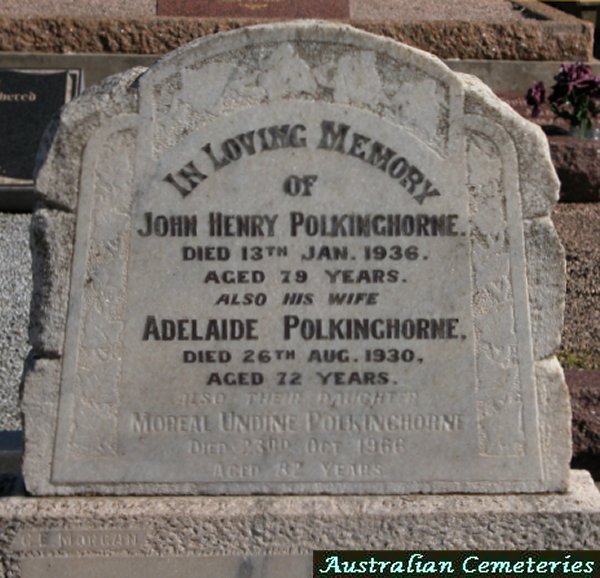 hered
IN LOVING MEMORY
OF
JOHN HENRY POLKINGHORNE.
DIED 13TH JAN. 1936.
AGED 79 YEARS.
ALSO HIS WIFE
ADELAIDE POLKINGHORNE,
DIED 26TH AUG. 1930,
AGED 72 YEARS.
ALSO THEIR DAUGHTER
MOREAL UNDINE POLKINGHORNE
DIED 23RD OCT 1966
AGED 82 YEARS
MORGAN
Australian Cemeteries